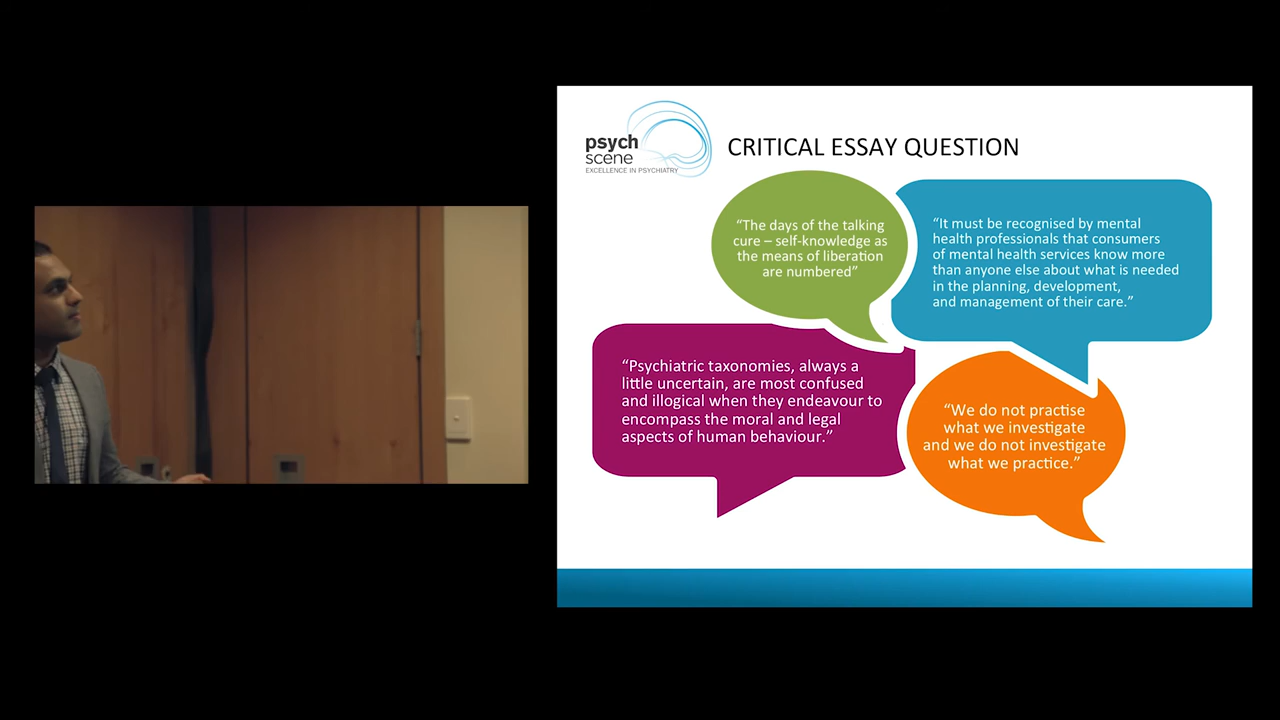 psych
scene
EXCELLENCE IN PSYCHIATRY
CRITICAL ESSAY QUESTION
“The days of the talking
cure – self-knowledge as
the means of liberation
are numbered”
“It must be recognised by mental
health professionals that consumers
of mental health services know more
than anyone else about what is needed
in the planning, development,
and management of their care.”
“Psychiatric taxonomies, always a
little uncertain, are most confused
and illogical when they endeavour to
encompass the moral and legal
aspects of human behaviour.”
“We do not practise
what we investigate
and we do not investigate
what we practice.”